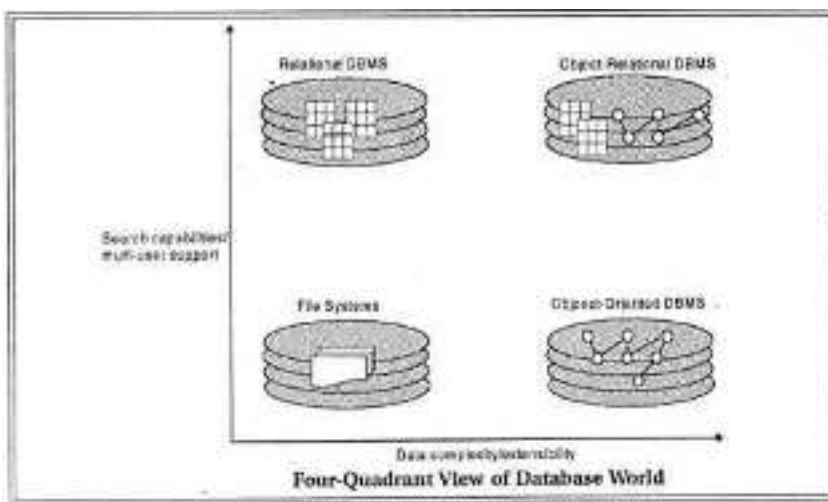 Relational DBMS
Object-Relational DBMS
Search capabilities/
multi-user support
File Systems
Object-Oriented DBMS
Data complexity/extensibility
Four-Quadrant View of Database World